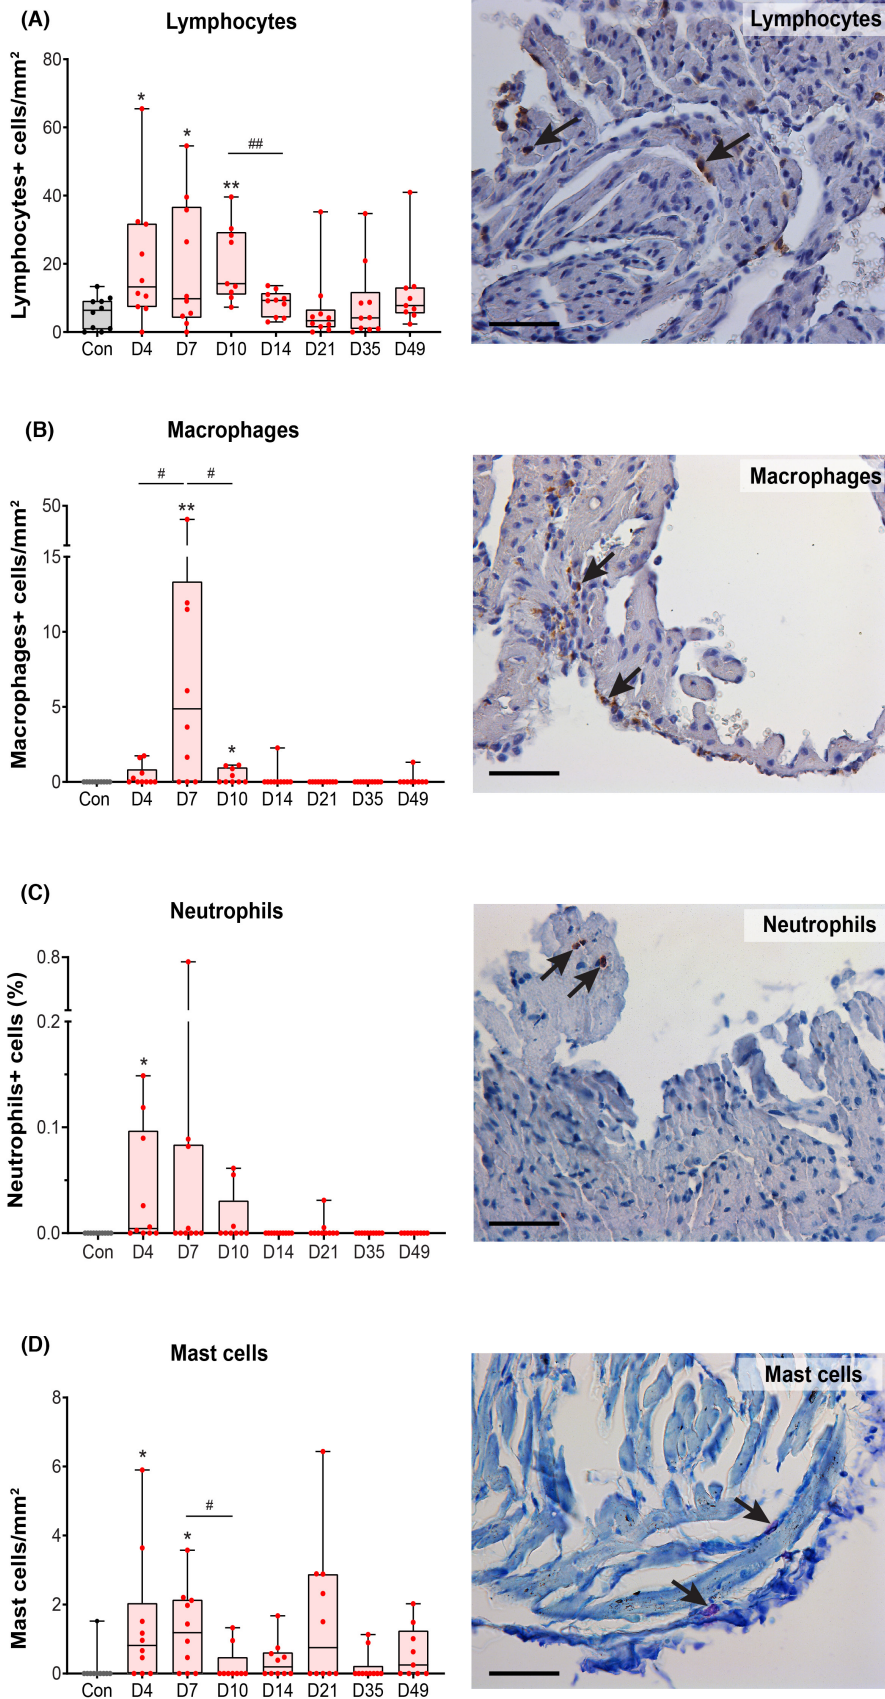 (A)
Lymphocytes
Lymphocytes
Lymphocytes+ cells/mm²
80
60
40
20
0
*
*
**
##
Con D4 D7 D10 D14 D21 D35 D49
(B)
Macrophages
Macrophages
Macrophages+ cells/mm²
50
15
10
5
0
#
#
**
*
Con D4 D7 D10 D14 D21 D35 D49
(C)
Neutrophils
Neutrophils
Neutrophils+ cells (%)
0.8
0.2
0.1
0.0
*
Con D4 D7 D10 D14 D21 D35 D49
(D)
Mast cells
Mast cells
Mast cells/mm²
8
6
4
2
0
*
#
*
Con D4 D7 D10 D14 D21 D35 D49